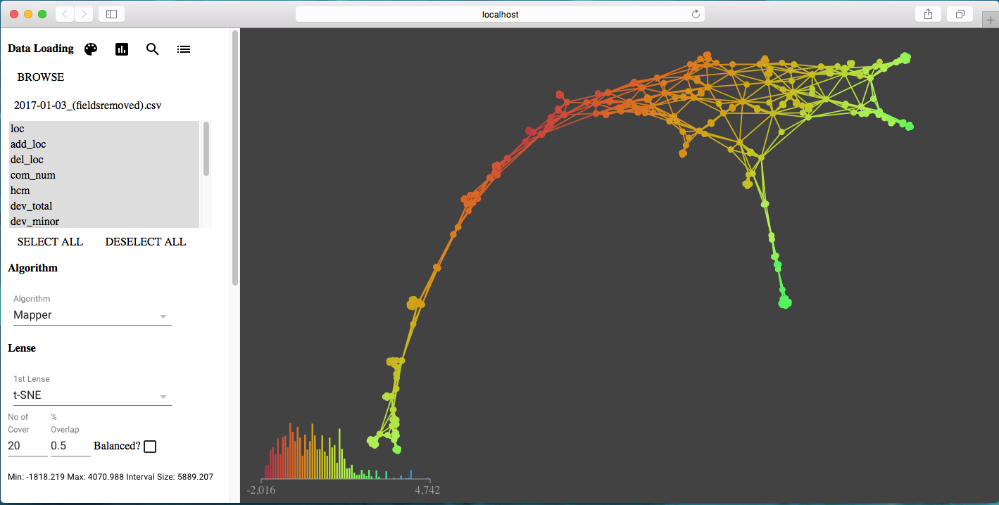 localhost
Data Loading
BROWSE
2017-01-03_(fieldsremoved).csv
loc
add_loc
del_loc
com_num
hcm
dev_total
dev_minor
SELECT ALL DESELECT ALL
Algorithm
Algorithm
Mapper
Lense
1st Lense
t-SNE
No of %
Cover Overlap
20 0.5 Balanced?
Min: -1818.219 Max: 4070.988 Interval Size: 5889.207
-2,016 4,742